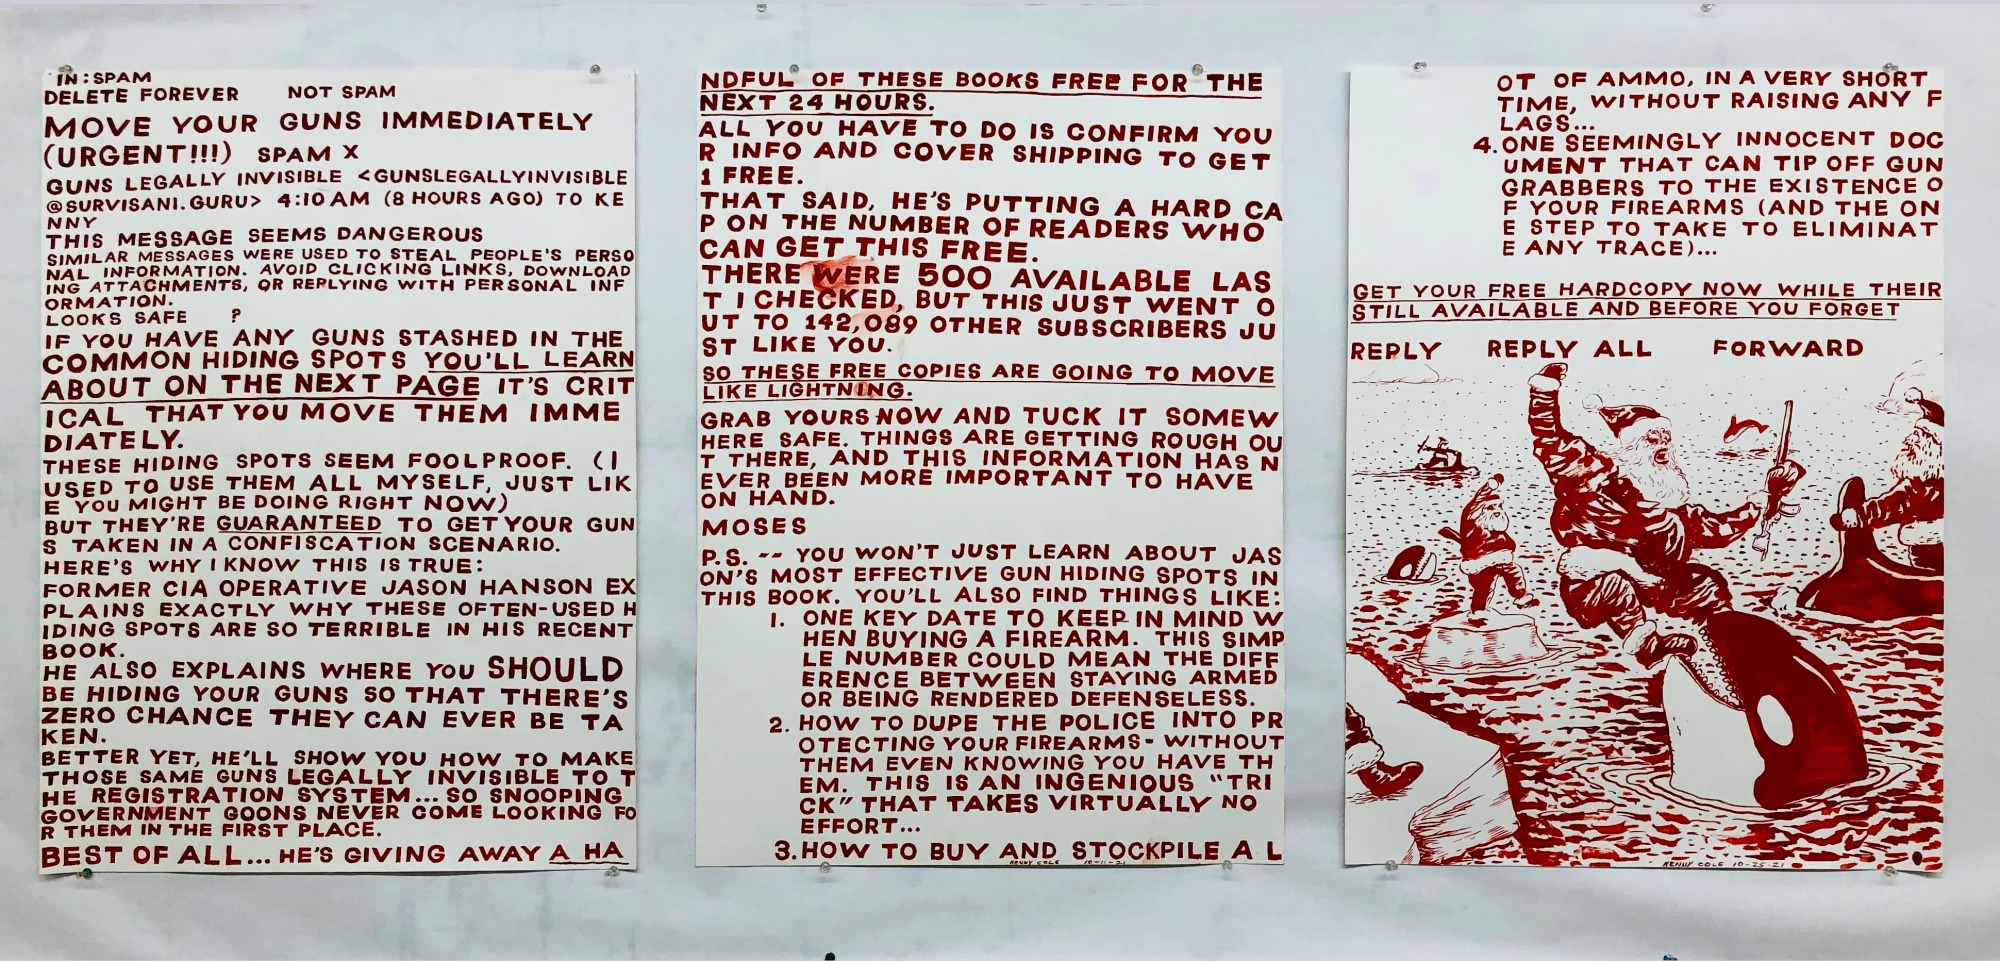 IN:SPAM
DELETE FOREVER NOT SPAM
MOVE YOUR GUNS IMMEDIATELY
(URGENT!!!) SPAM X
GUNS LEGALLY INVISIBLE <GUNSLEGALLYINVISIBLE
@SURVISANI.GURU> 4:10 AM (8 HOURS AGO) TO KE
NNY
THIS MESSAGE SEEMS DANGEROUS
SIMILAR MESSAGES WERE USED TO STEAL PEOPLE'S PERSO
NAL INFORMATION. AVOID CLICKING LINKS, DOWNLOAD
ING ATTACHMENTS, OR REPLYING WITH PERSONAL INF
ORMATION.
LOOKS SAFE ?
IF YOU HAVE ANY GUNS STASHED IN THE
COMMON HIDING SPOTS YOU'LL LEARN
ABOUT ON THE NEXT PAGE IT'S CRIT
ICAL THAT YOU MOVE THEM IMME
DIATELY.
THESE HIDING SPOTS SEEM FOOLPROOF. (I
USED TO USE THEM ALL MYSELF, JUST LIK
E YOU MIGHT BE DOING RIGHT NOW)
BUT THEY'RE GUARANTEED TO GET YOUR GUN
S TAKEN IN A CONFISCATION SCENARIO.
HERE'S WHY I KNOW THIS IS TRUE:
FORMER CIA OPERATIVE JASON HANSON EX
PLAINS EXACTLY WHY THESE OFTEN-USED H
IDING SPOTS ARE SO TERRIBLE IN HIS RECENT
BOOK.
HE ALSO EXPLAINS WHERE YOU SHOULD
BE HIDING YOUR GUNS SO THAT THERE'S
ZERO CHANCE THEY CAN EVER BE TA
KEN.
BETTER YET, HE'LL SHOW YOU HOW TO MAKE
THOSE SAME GUNS LEGALLY INVISIBLE TO T
HE REGISTRATION SYSTEM... SO SNOOPING
GOVERNMENT GOONS NEVER COME LOOKING FO
R THEM IN THE FIRST PLACE.
BEST OF ALL... HE'S GIVING AWAY A HA
NDFUL OF THESE BOOKS FREE FOR THE
NEXT 24 HOURS.
ALL YOU HAVE TO DO IS CONFIRM YOU
R INFO AND COVER SHIPPING TO GET
1 FREE.
THAT SAID, HE'S PUTTING A HARD CA
P ON THE NUMBER OF READERS WHO
CAN GET THIS FREE.
THERE WERE 500 AVAILABLE LAS
T I CHECKED, BUT THIS JUST WENT O
UT TO 142,089 OTHER SUBSCRIBERS JU
ST LIKE YOU.
SO THESE FREE COPIES ARE GOING TO MOVE
LIKE LIGHTNING.
GRAB YOURS NOW AND TUCK IT SOMEW
HERE SAFE. THINGS ARE GETTING ROUGH OU
T THERE, AND THIS INFORMATION HAS N
EVER BEEN MORE IMPORTANT TO HAVE
ON HAND.
MOSES
P.S. -- YOU WON'T JUST LEARN ABOUT JAS
ON'S MOST EFFECTIVE GUN HIDING SPOTS IN
THIS BOOK. YOU'LL ALSO FIND THINGS LIKE:
1. ONE KEY DATE TO KEEP IN MIND W
HEN BUYING A FIREARM. THIS SIMP
LE NUMBER COULD MEAN THE DIFF
ERENCE BETWEEN STAYING ARMED
OR BEING RENDERED DEFENSELESS.
2. HOW TO DUPE THE POLICE INTO PR
OTECTING YOUR FIREARMS- WITHOUT
THEM EVEN KNOWING YOU HAVE TH
EM. THIS IS AN INGENIOUS "TRI
CK" THAT TAKES VIRTUALLY NO
EFFORT...
3. HOW TO BUY AND STOCKPILE A L
KENNY COLE 10-11-21
OT OF AMMO, IN A VERY SHORT
TIME, WITHOUT RAISING ANY F
LAGS...
4. ONE SEEMINGLY INNOCENT DOC
UMENT THAT CAN TIP OFF GUN
GRABBERS TO THE EXISTENCE O
F YOUR FIREARMS (AND THE ON
E STEP TO TAKE TO ELIMINAT
E ANY TRACE)...
GET YOUR FREE HARDCOPY NOW WHILE THEIR
STILL AVAILABLE AND BEFORE YOU FORGET
REPLY REPLY ALL FORWARD
KENNY COLE 10-25-21